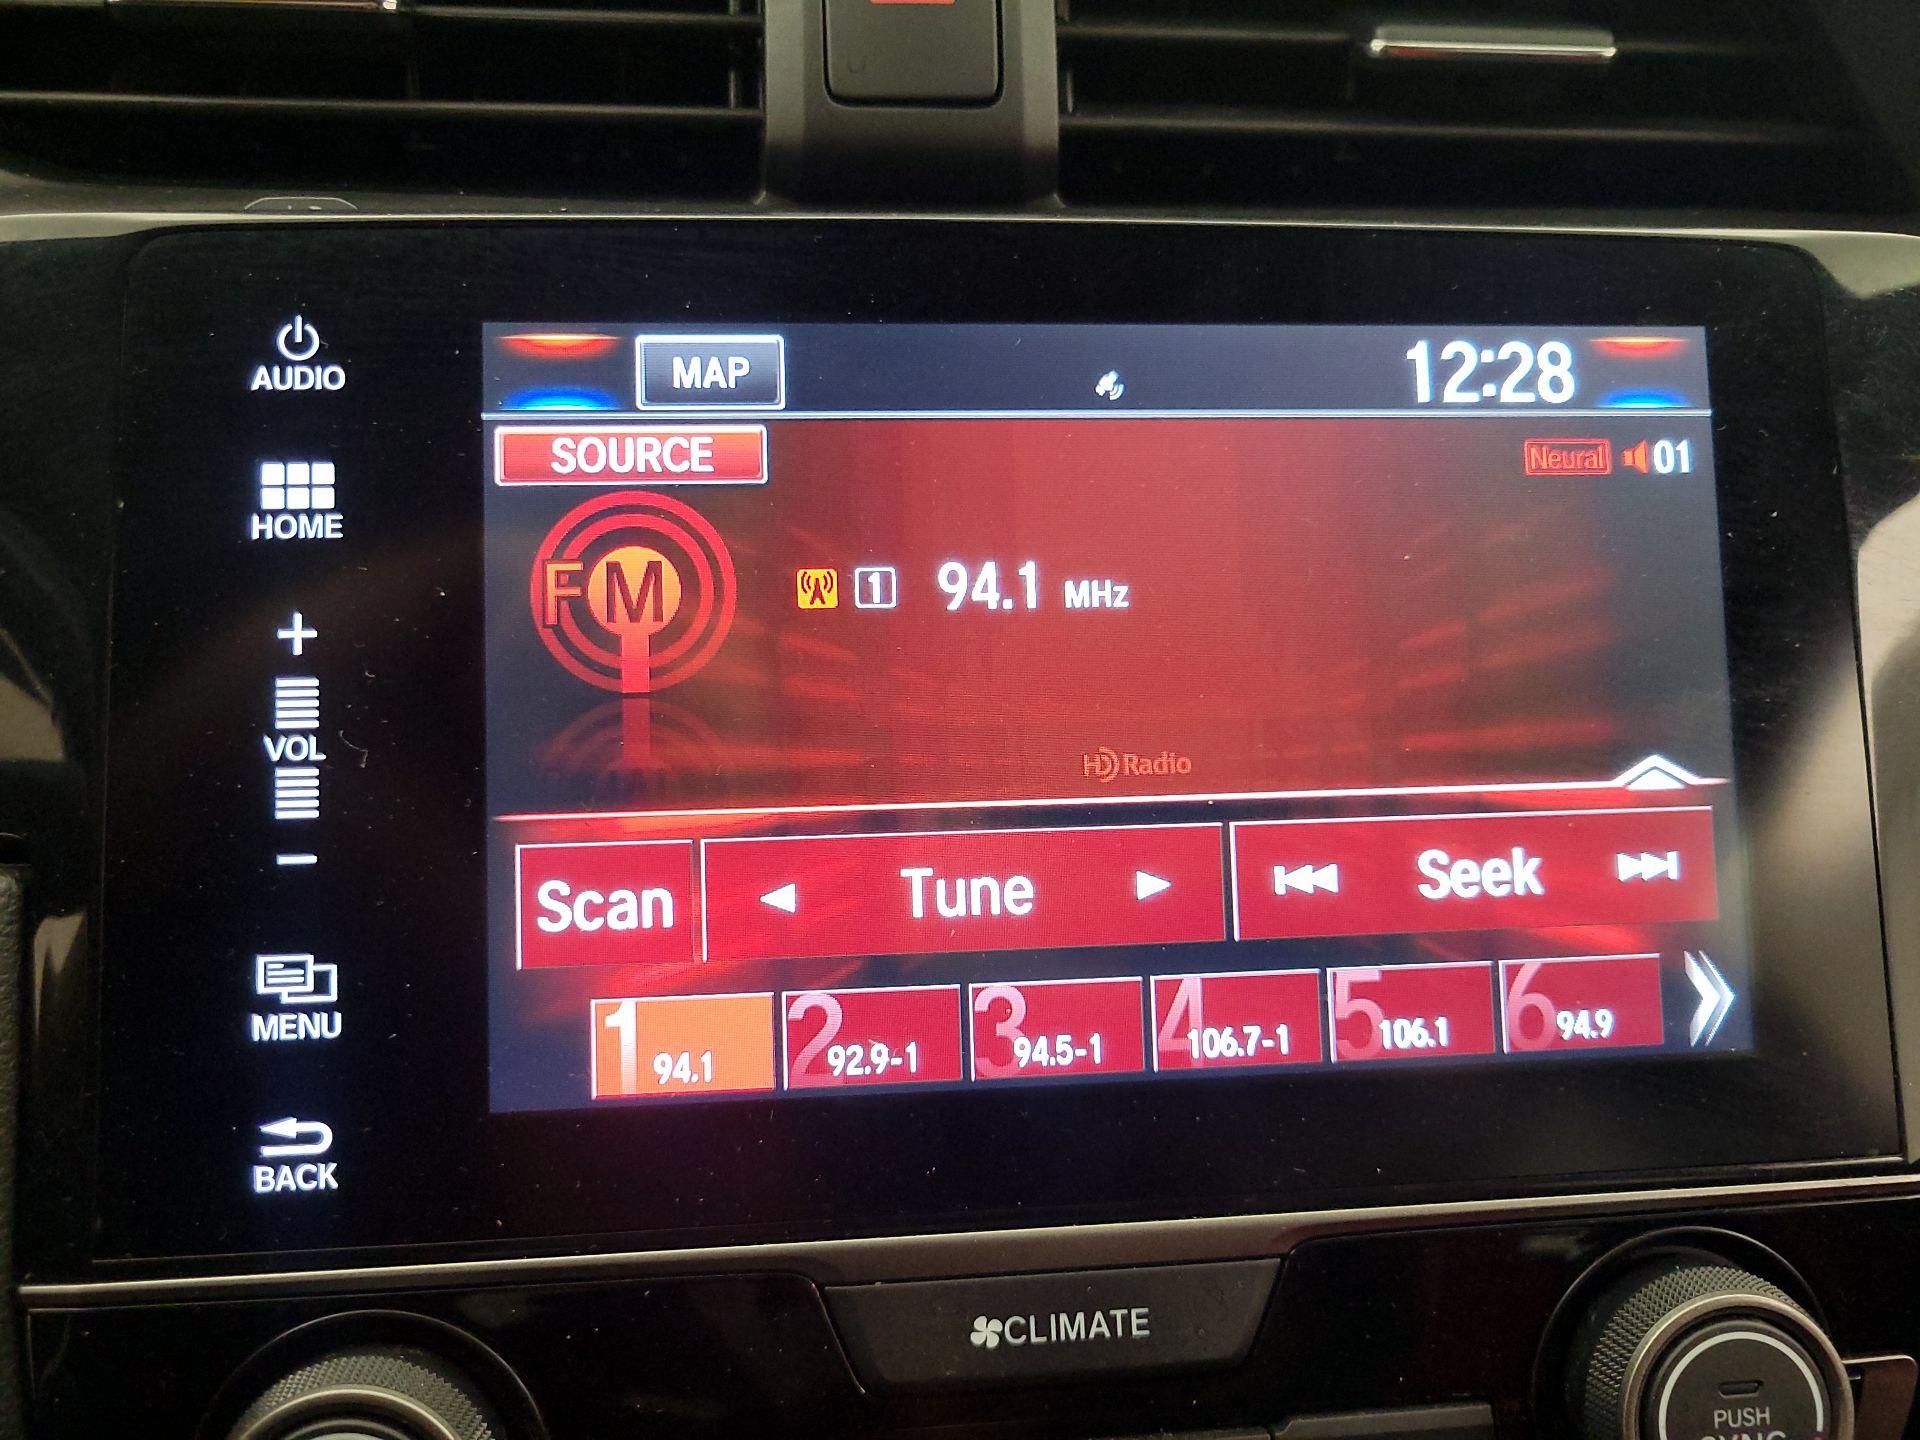 AUDIO
MAP
12:28
SOURCE
Neural 01
HOME
FM
1 94.1 MHz
VOL
HD Radio
Scan
Tune
Seek
1 94.1
2 92.9-1
3 94.5-1
4 106.7-1
5 106.1
6 94.9
MENU
BACK
CLIMATE
PUSH
SYNC